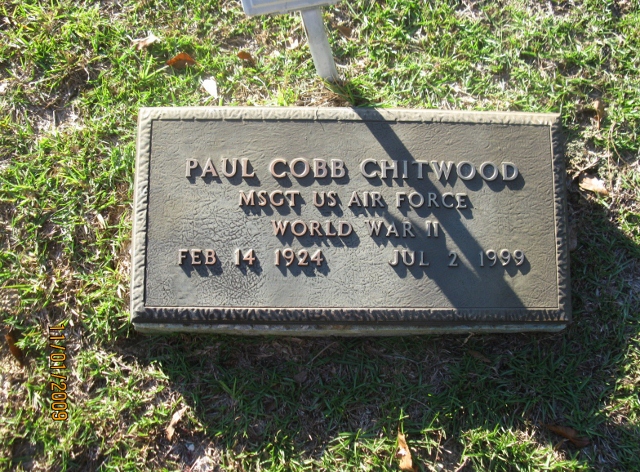 PAUL COBB CHITWOOD
MSGT US AIR FORCE
WORLD WAR II
FEB 14 1924 JUL 2 1999
11/01/2009